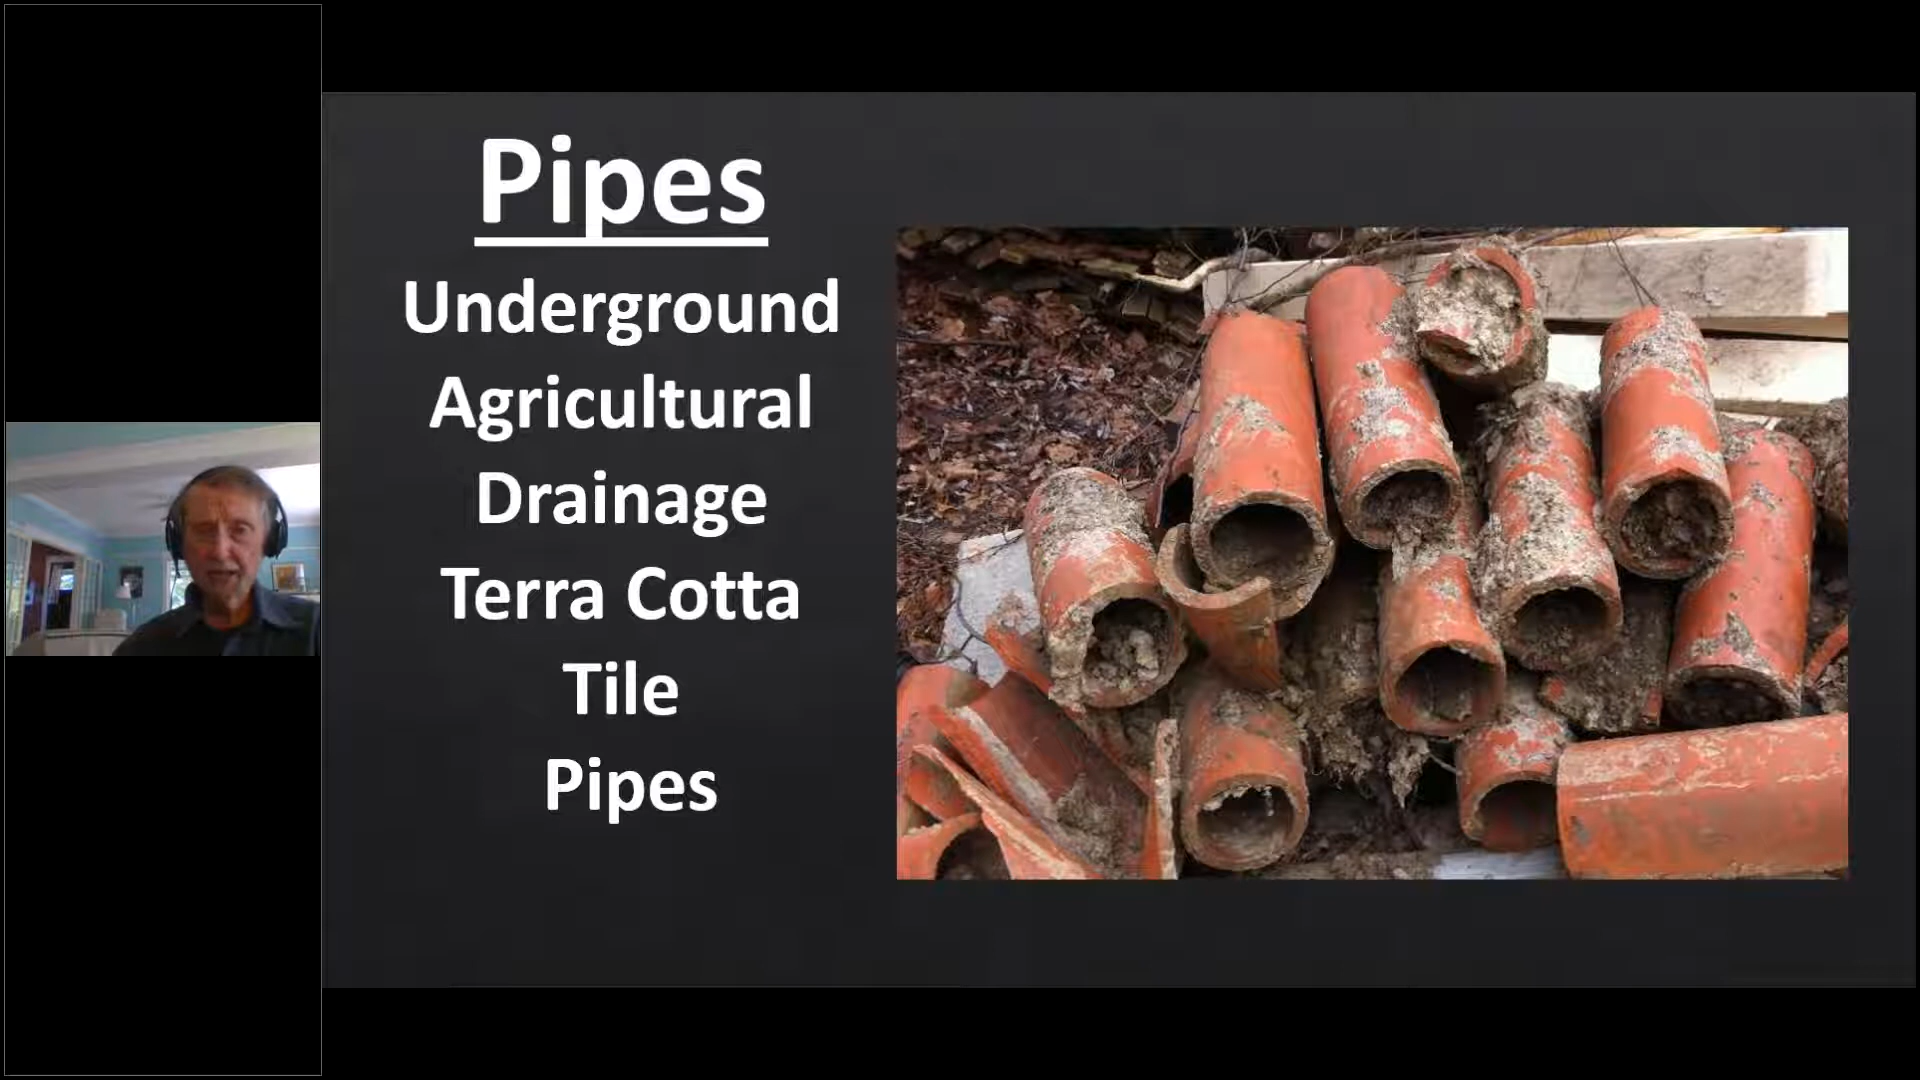 Pipes
Underground
Agricultural
Drainage
Terra Cotta
Tile
Pipes